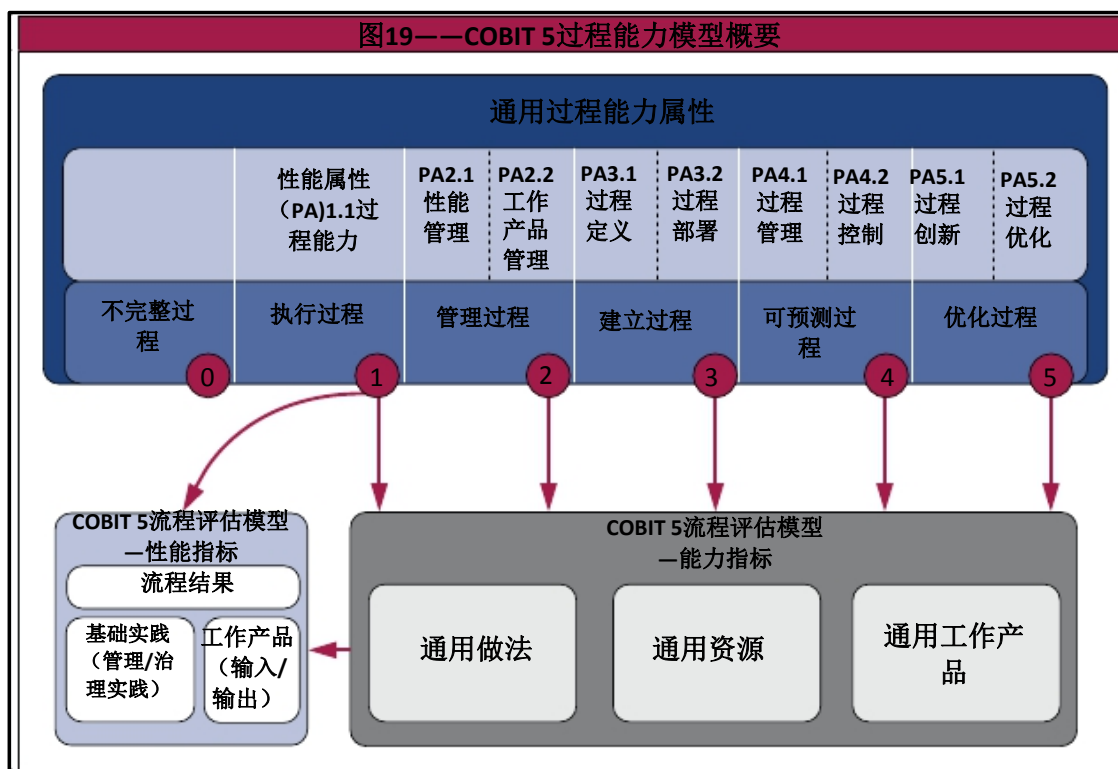 图19——COBIT 5过程能力模型概要
通用过程能力属性
性能属性
（PA)1.1过
程能力
PA2.1
性能
管理
PA2.2
工作
产品
管理
PA3.1
过程
定义
PA3.2
过程
部署
PA4.1
过程
管理
PA4.2
过程
控制
PA5.1
过程
创新
PA5.2
过程
优化
不完整过
程
执行过程
管理过程
建立过程
可预测过
程
优化过程
0
1
2
3
4
5
COBIT 5流程评估模型
—性能指标
流程结果
基础实践
（管理/治
理实践）
工作产品
（输入/
输出）
COBIT 5流程评估模型
—能力指标
通用做法
通用资源
通用工作产
品